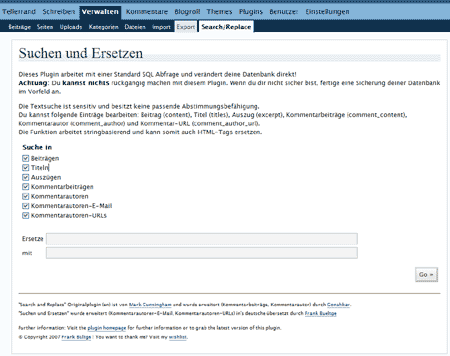 Tellerrand Schreiben Verwalten Kommentare Blogroll Themes Plugins Benutzer Einstellungen
Beiträge Seiten Uploads Kategorien Dateien Import Export Search/Replace
Suchen und Ersetzen
Dieses Plugin arbeitet mit einer Standard SQL Abfrage und verändert deine Datenbank direkt!
Achtung: Du kannst nichts rückgängig machen mit diesem Plugin. Wenn du dir nicht sicher bist, fertige eine Sicherung deiner Datenbank
im Vorfeld an.
Die Textsuche ist sensitiv und besitzt keine passende Abstimmungsbefähigung.
Du kannst folgende Einträge bearbeiten: Beitrag (content), Titel (titles), Auszug (excerpt), Kommentarbeiträge (comment_content),
Kommentarautor (comment_author) und Kommentar-URL (comment_author_url).
Die Funktion arbeitet stringbasierend und kann somit auch HTML-Tags ersetzen.
Suche in
Beiträgen
Titeln
Auszügen
Kommentarbeiträgen
Kommentarautoren
Kommentarautoren-E-Mail
Kommentarautoren-URLs
Ersetze
mit
Go »
"Search and Replace" Originalplugin (en) ist von Mark Cunningham und wurde erweitert (Kommentarbeiträge, Kommentarautor) durch Gonahkar.
"Suchen und Ersetzen" wurde erweitert (Kommentarautoren-E-Mail, Kommentarautoren-URLs) in's deutsche übersetzt durch Frank Bueltge
Further information: Visit the plugin homepage for further information or to grab the latest version of this plugin.
© Copyright 2007 Frank Bültge | You want to thank me? Visit my wishlist.